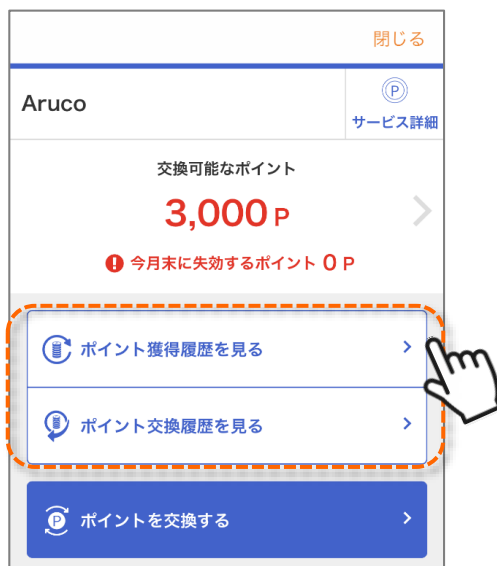 閉じる
Aruco
P
サービス詳細
交換可能なポイント
3,000 P
! 今月末に失効するポイント 0 P
ポイント獲得履歴を見る
ポイント交換履歴を見る
P ポイントを交換する